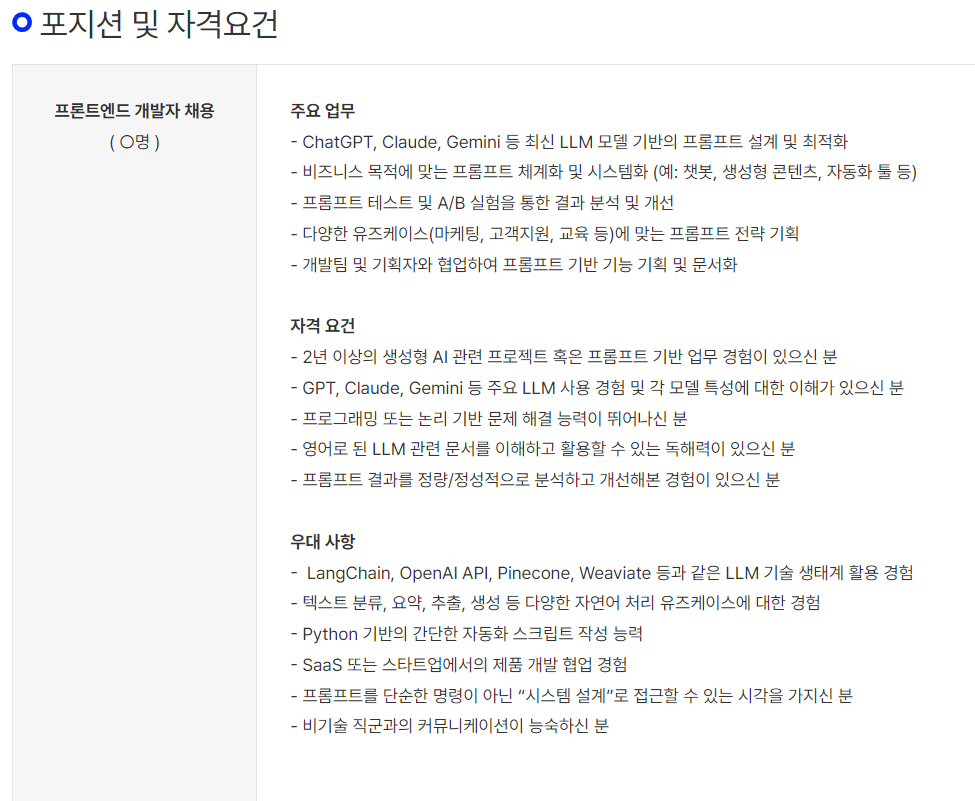 포지션 및 자격요건
프론트엔드 개발자 채용
( ○명 )
주요 업무
- ChatGPT, Claude, Gemini 등 최신 LLM 모델 기반의 프롬프트 설계 및 최적화
- 비즈니스 목적에 맞는 프롬프트 체계화 및 시스템화 (예: 챗봇, 생성형 콘텐츠, 자동화 툴 등)
- 프롬프트 테스트 및 A/B 실험을 통한 결과 분석 및 개선
- 다양한 유즈케이스(마케팅, 고객지원, 교육 등)에 맞는 프롬프트 전략 기획
- 개발팀 및 기획자와 협업하여 프롬프트 기반 기능 기획 및 문서화
자격 요건
- 2년 이상의 생성형 AI 관련 프로젝트 혹은 프롬프트 기반 업무 경험이 있으신 분
- GPT, Claude, Gemini 등 주요 LLM 사용 경험 및 각 모델 특성에 대한 이해가 있으신 분
- 프로그래밍 또는 논리 기반 문제 해결 능력이 뛰어나신 분
- 영어로 된 LLM 관련 문서를 이해하고 활용할 수 있는 독해력이 있으신 분
- 프롬프트 결과를 정량/정성적으로 분석하고 개선해본 경험이 있으신 분
우대 사항
- LangChain, OpenAI API, Pinecone, Weaviate 등과 같은 LLM 기술 생태계 활용 경험
- 텍스트 분류, 요약, 추출, 생성 등 다양한 자연어 처리 유즈케이스에 대한 경험
- Python 기반의 간단한 자동화 스크립트 작성 능력
- SaaS 또는 스타트업에서의 제품 개발 협업 경험
- 프롬프트를 단순한 명령이 아닌 “시스템 설계”로 접근할 수 있는 시각을 가지신 분
- 비기술 직군과의 커뮤니케이션이 능숙하신 분